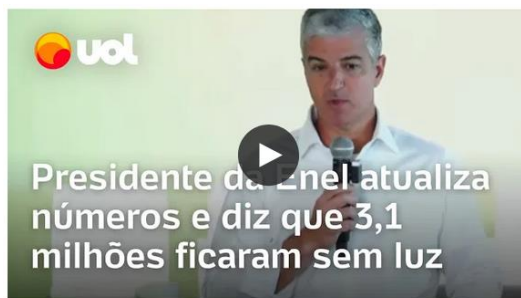 uol
Presidente da Enel atualiza
números e diz que 3,1
milhões ficaram sem luz